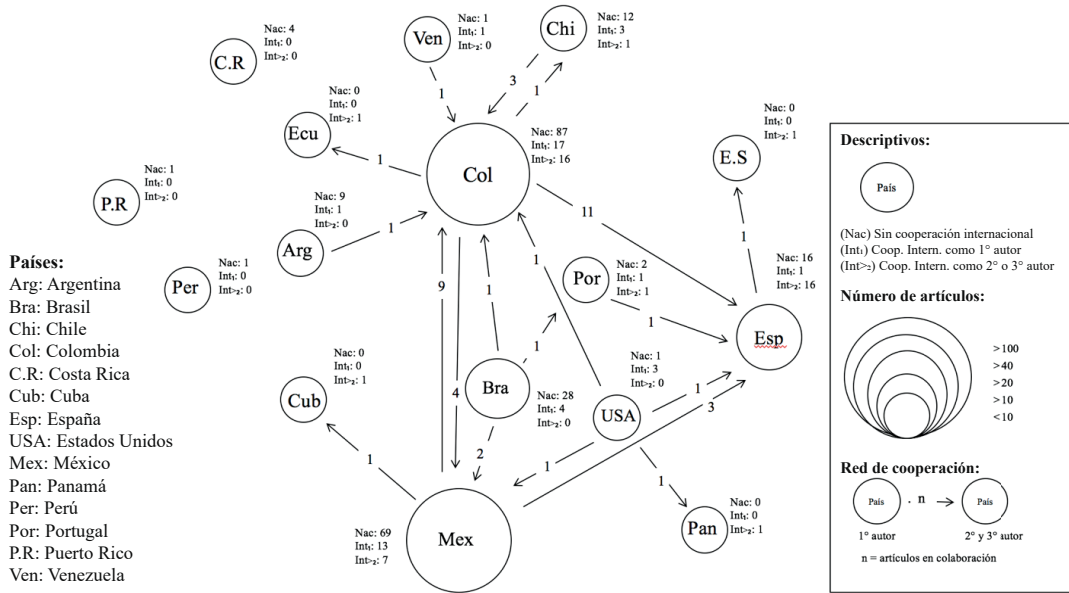 Nac: 4
Int₁: 0
Int>₂: 0
C.R
Nac: 1
Int₁: 1
Int>₂: 0
Ven
Nac: 12
Int₁: 3
Int>₂: 1
Chi
1
3
1
Nac: 0
Int₁: 0
Int>₂: 1
Ecu
1
Nac: 87
Int₁: 17
Int>₂: 16
Col
Nac: 0
Int₁: 0
Int>₂: 1
E.S
Nac: 1
Int₁: 0
Int>₂: 0
P.R
Nac: 9
Int₁: 1
Int>₂: 0
Arg
1
11
1
1
Nac: 1
Int₁: 0
Int>₂: 0
Per
9
1
Nac: 2
Int₁: 1
Int>₂: 1
Por
1
1
Nac: 16
Int₁: 1
Int>₂: 16
Esp
Nac: 0
Int₁: 0
Int>₂: 1
Cub
4
Bra
Nac: 28
Int₁: 4
Int>₂: 0
Nac: 1
Int₁: 3
Int>₂: 0
USA
1
3
1
2
1
1
Nac: 69
Int₁: 13
Int>₂: 7
Mex
Nac: 0
Int₁: 0
Int>₂: 1
Pan
Países:
Arg: Argentina
Bra: Brasil
Chi: Chile
Col: Colombia
C.R: Costa Rica
Cub: Cuba
Esp: España
USA: Estados Unidos
Mex: México
Pan: Panamá
Per: Perú
Por: Portugal
P.R: Puerto Rico
Ven: Venezuela
Descriptivos:
País
(Nac) Sin cooperación internacional
(Int₁) Coop. Intern. como 1° autor
(Int>₂) Coop. Intern. como 2° o 3° autor
Número de artículos:
>100
>40
>20
>10
<10
Red de cooperación:
País . n País
1° autor 2° y 3° autor
n = artículos en colaboración